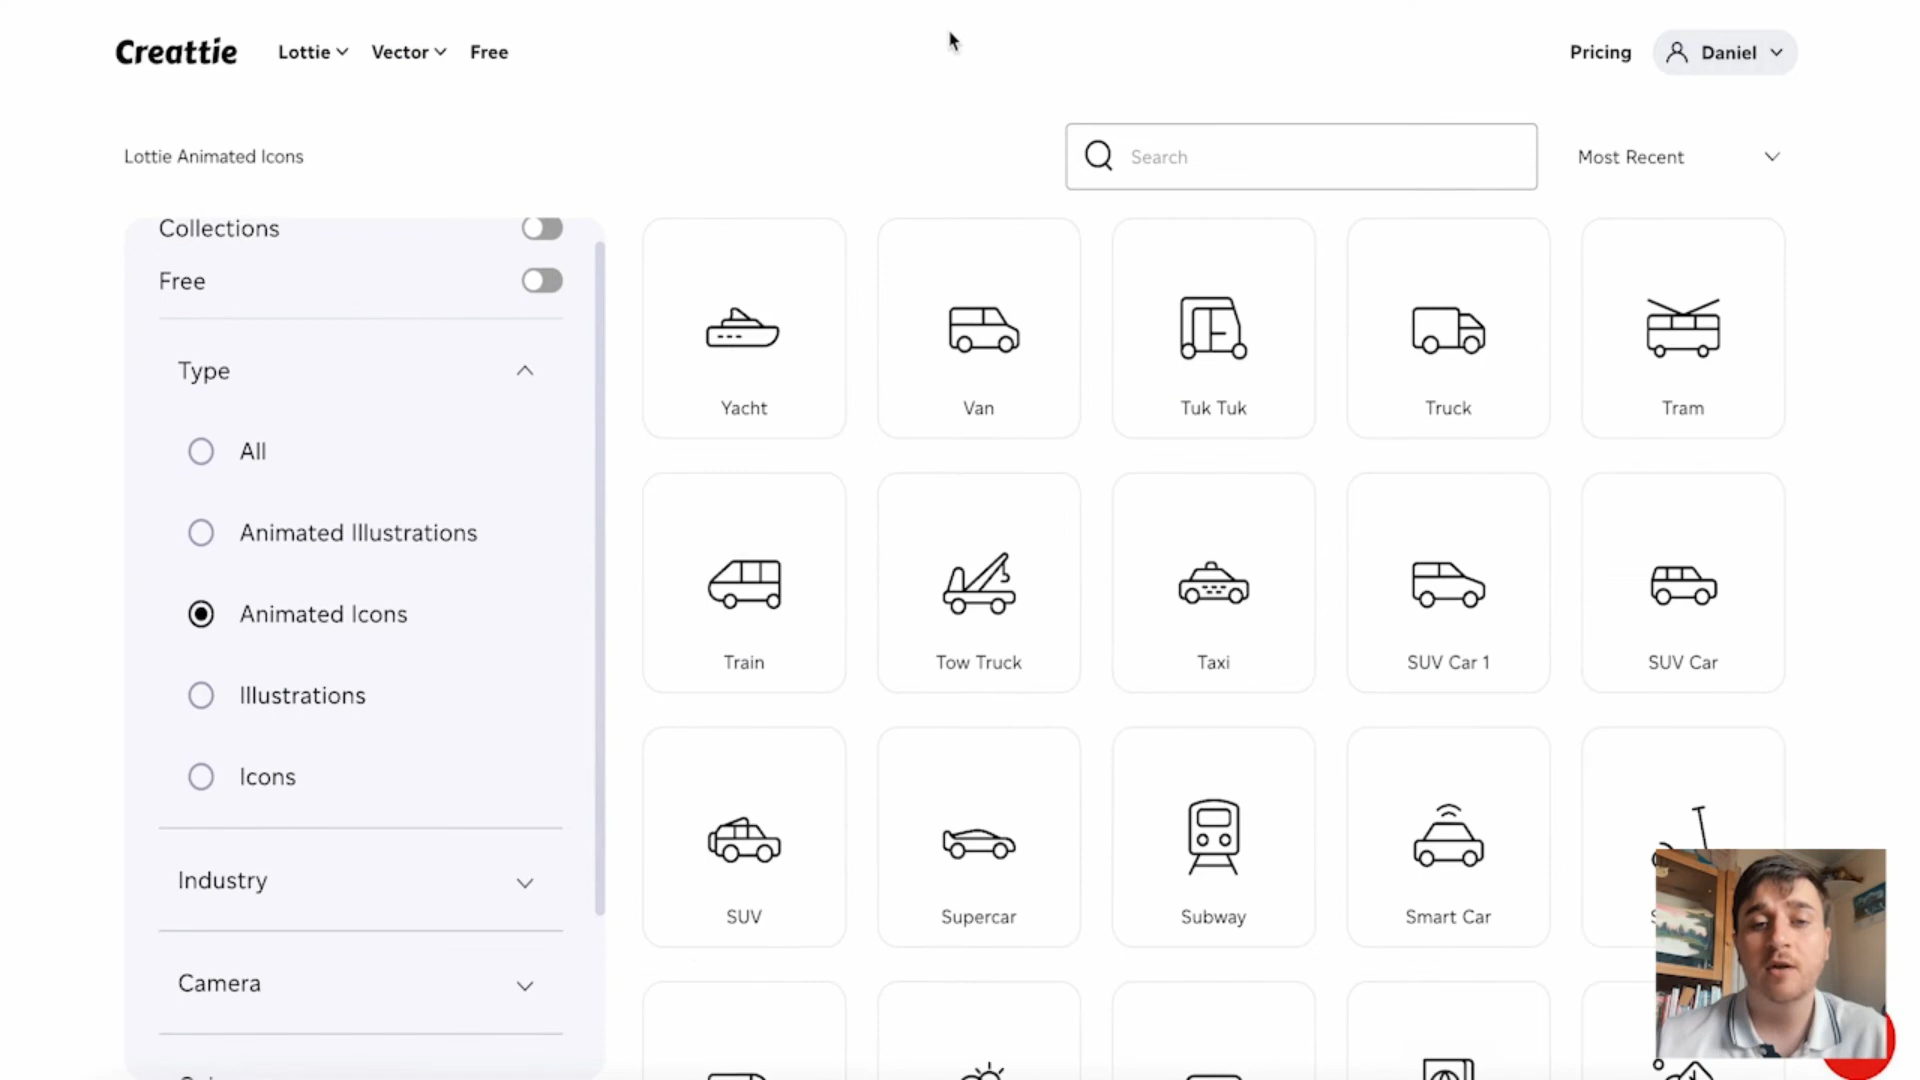 Creattie
Lottie
Vector
Free
Pricing
Daniel
Lottie Animated Icons
Search
Most Recent
Collections
Free
Type
All
Animated Illustrations
Animated Icons
Illustrations
Icons
Industry
Camera
Yacht
Van
Tuk Tuk
Truck
Tram
Train
Tow Truck
Taxi
SUV Car 1
SUV Car
SUV
Supercar
Subway
Smart Car